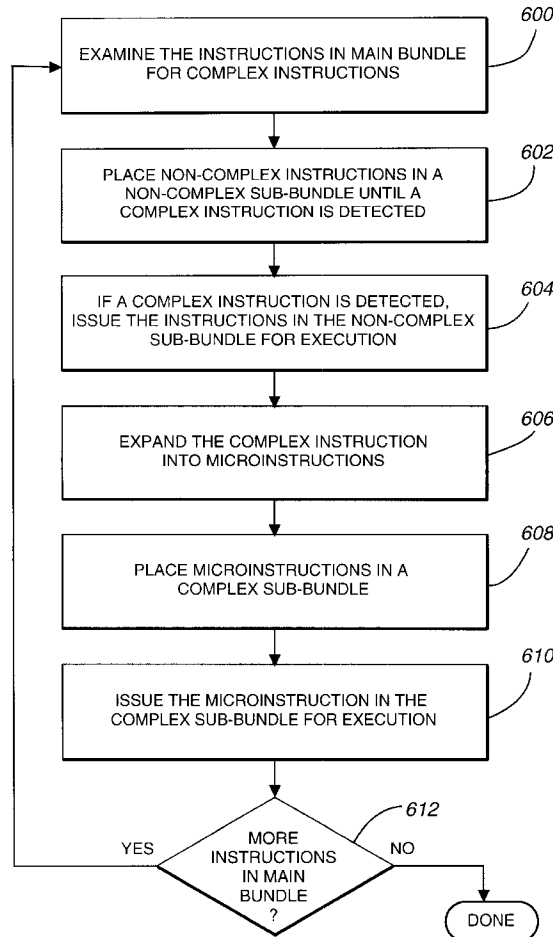 600
EXAMINE THE INSTRUCTIONS IN MAIN BUNDLE
FOR COMPLEX INSTRUCTIONS
602
PLACE NON-COMPLEX INSTRUCTIONS IN A
NON-COMPLEX SUB-BUNDLE UNTIL A
COMPLEX INSTRUCTION IS DETECTED
604
IF A COMPLEX INSTRUCTION IS DETECTED,
ISSUE THE INSTRUCTIONS IN THE NON-COMPLEX
SUB-BUNDLE FOR EXECUTION
606
EXPAND THE COMPLEX INSTRUCTION
INTO MICROINSTRUCTIONS
608
PLACE MICROINSTRUCTIONS IN A
COMPLEX SUB-BUNDLE
610
ISSUE THE MICROINSTRUCTION IN THE
COMPLEX SUB-BUNDLE FOR EXECUTION
612
YES
MORE
INSTRUCTIONS
IN MAIN
BUNDLE
?
NO
DONE